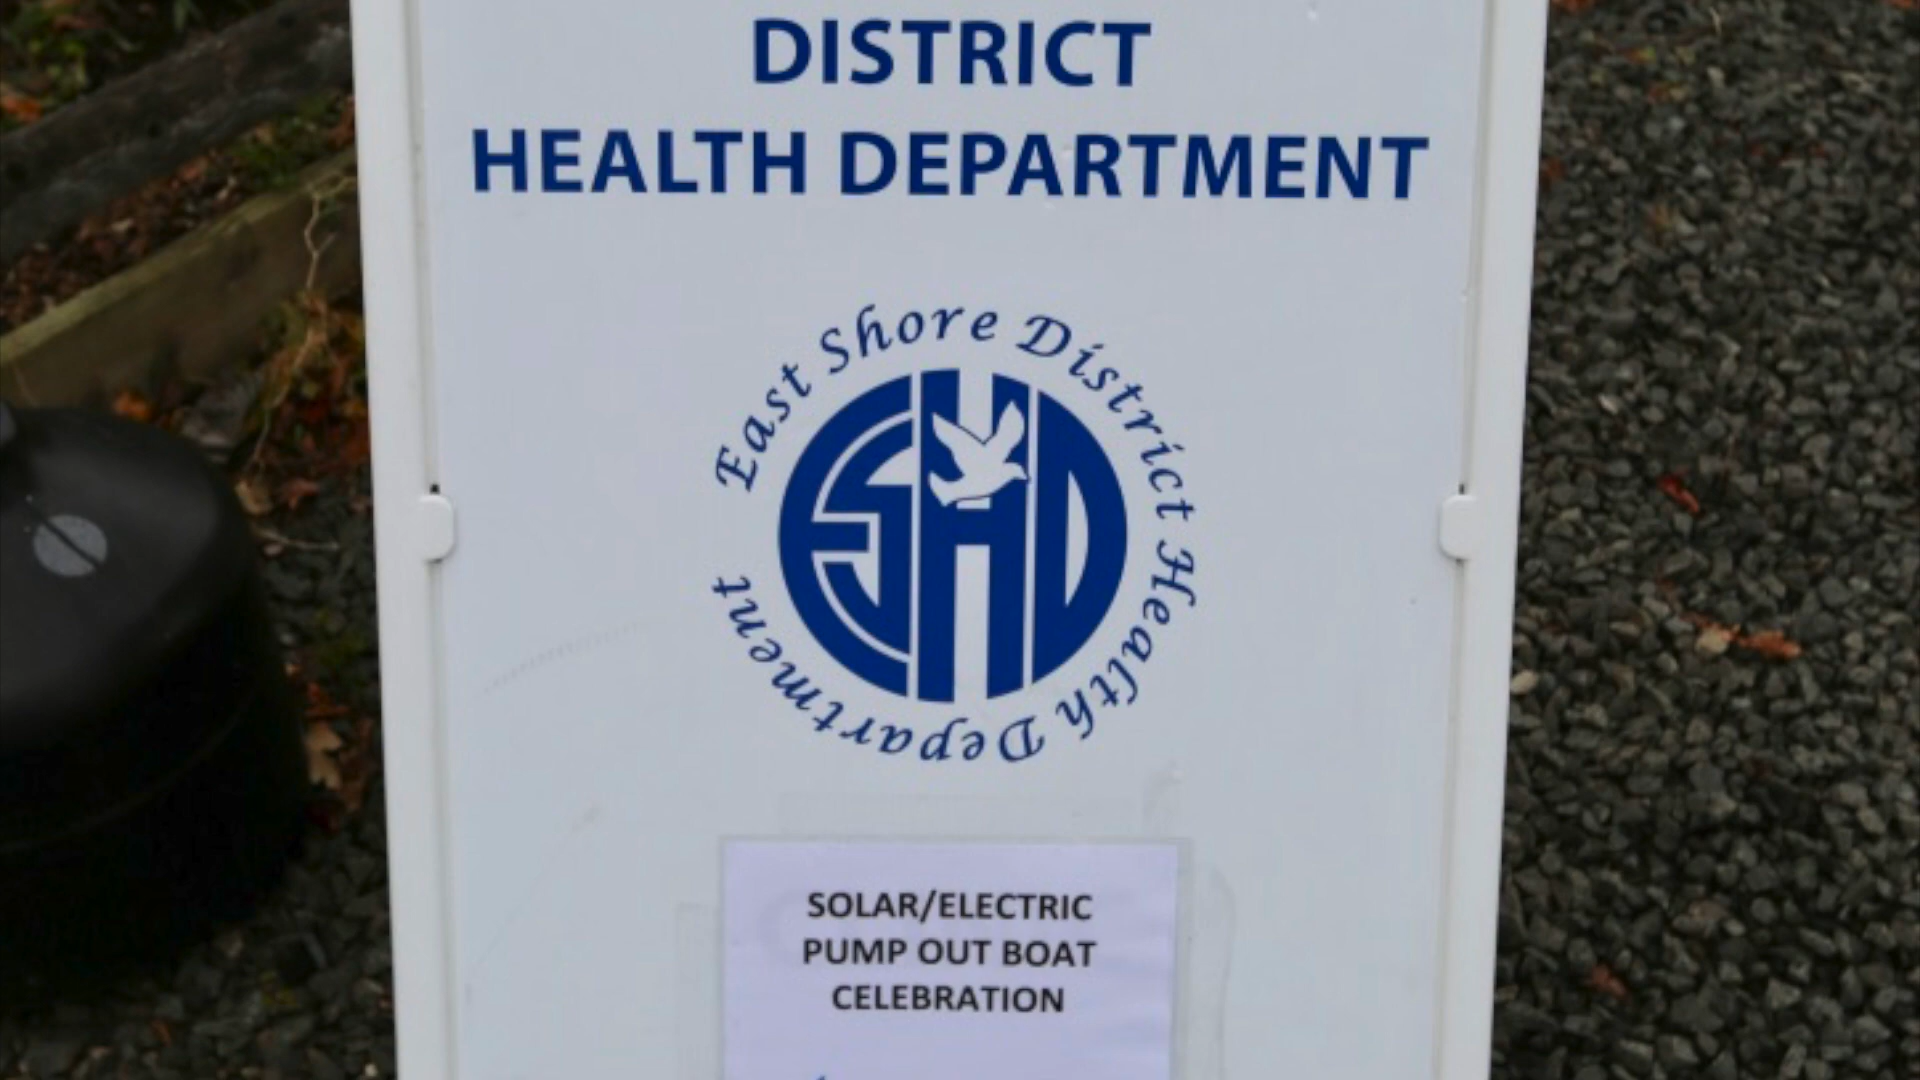 DISTRICT
HEALTH DEPARTMENT
East Shore District Health Department
ESHD
SOLAR/ELECTRIC
PUMP OUT BOAT
CELEBRATION